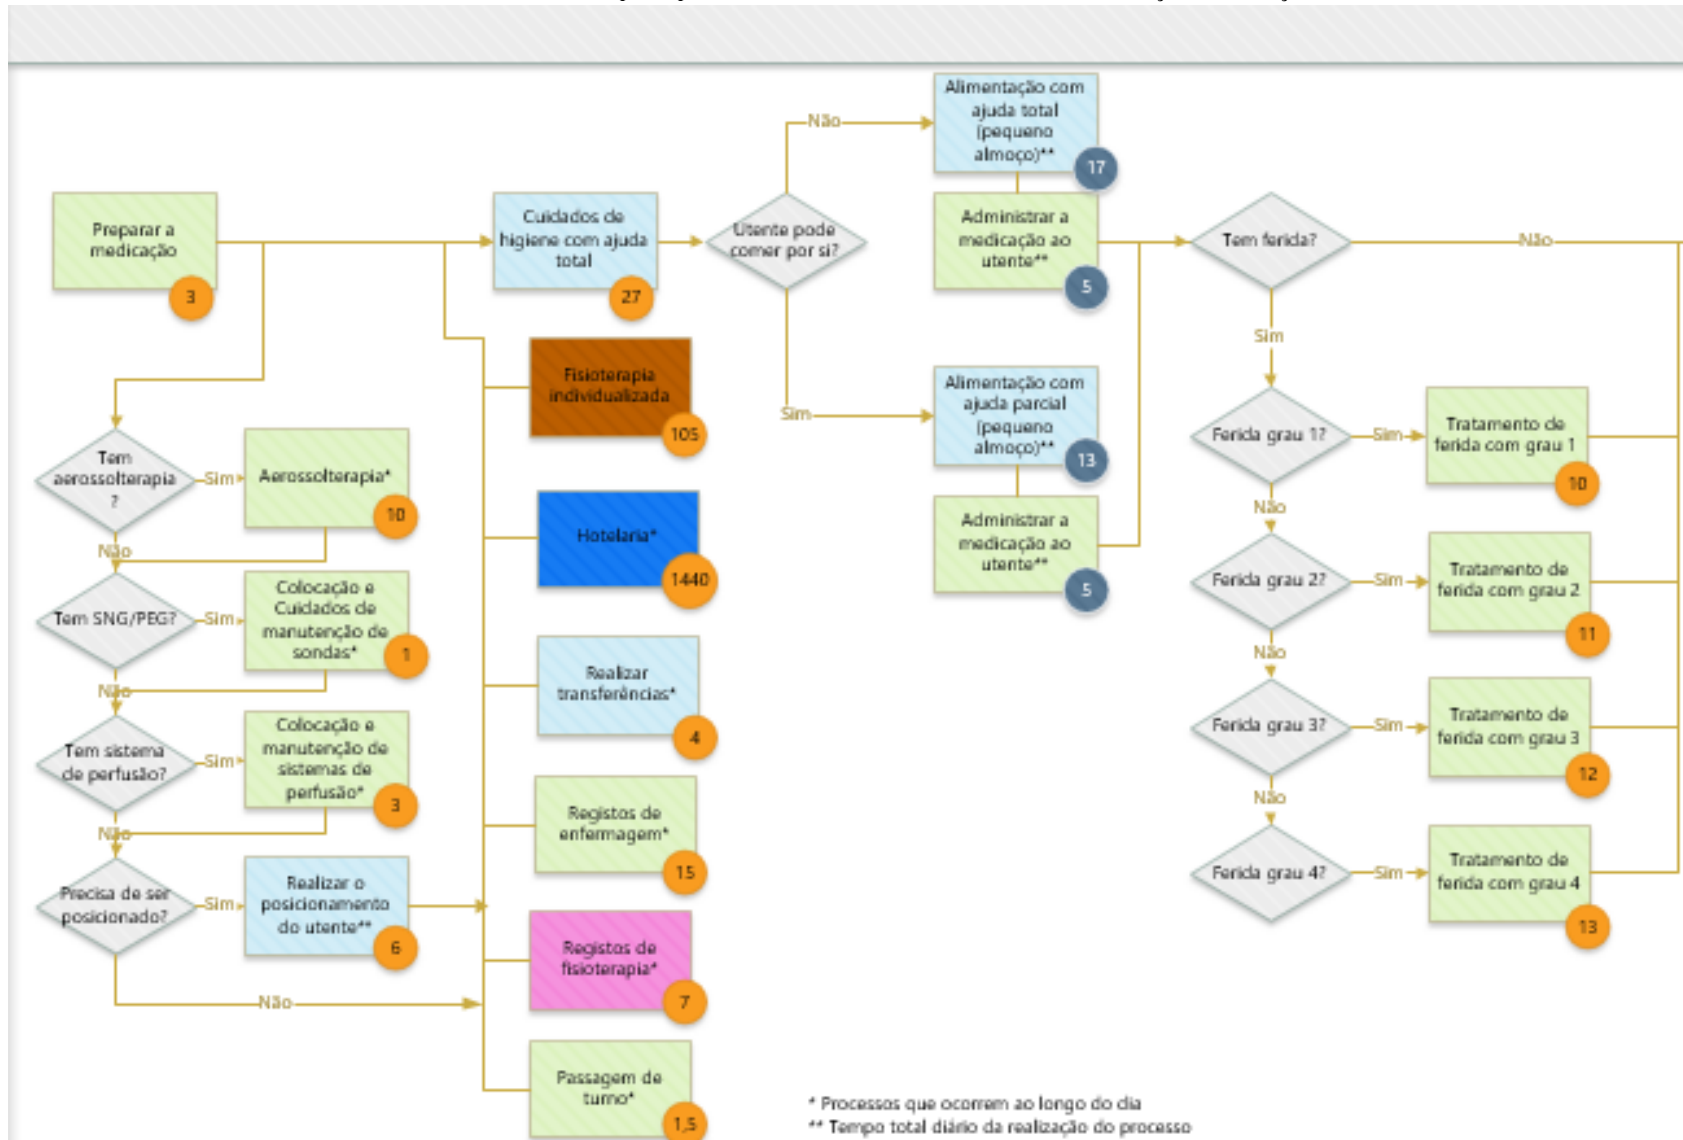 Preparar a
medicação
3
Tem
aerossolterapia
?
Sim
Aerossolterapia*
10
Não
Tem SNG/PEG?
Sim
Colocação e
Cuidados de
manutenção de
sondas*
1
Não
Tem sistema
de perfusão?
Sim
Colocação e
manutenção de
sistemas de
perfusão*
3
Não
Precisa de ser
posicionado?
Sim
Realizar o
posicionamento
do utente**
6
Não
Cuidados de
higiene com ajuda
total
27
Fisioterapia
individualizada
105
Hotelaria*
1440
Realizar
transferências*
4
Registos de
enfermagem*
15
Registos de
fisioterapia*
7
Passagem de
turno*
1,5
Utente pode
comer por si?
Não
Alimentação com
ajuda total
(pequeno
almoço)**
17
Administrar a
medicação ao
utente**
5
Sim
Alimentação com
ajuda parcial
(pequeno
almoço)**
13
Administrar a
medicação ao
utente**
5
Tem ferida?
Não
Sim
Ferida grau 1?
Sim
Tratamento de
ferida com grau 1
10
Não
Ferida grau 2?
Sim
Tratamento de
ferida com grau 2
11
Não
Ferida grau 3?
Sim
Tratamento de
ferida com grau 3
12
Não
Ferida grau 4?
Sim
Tratamento de
ferida com grau 4
13
* Processos que ocorrem ao longo do dia
** Tempo total diário da realização do processo